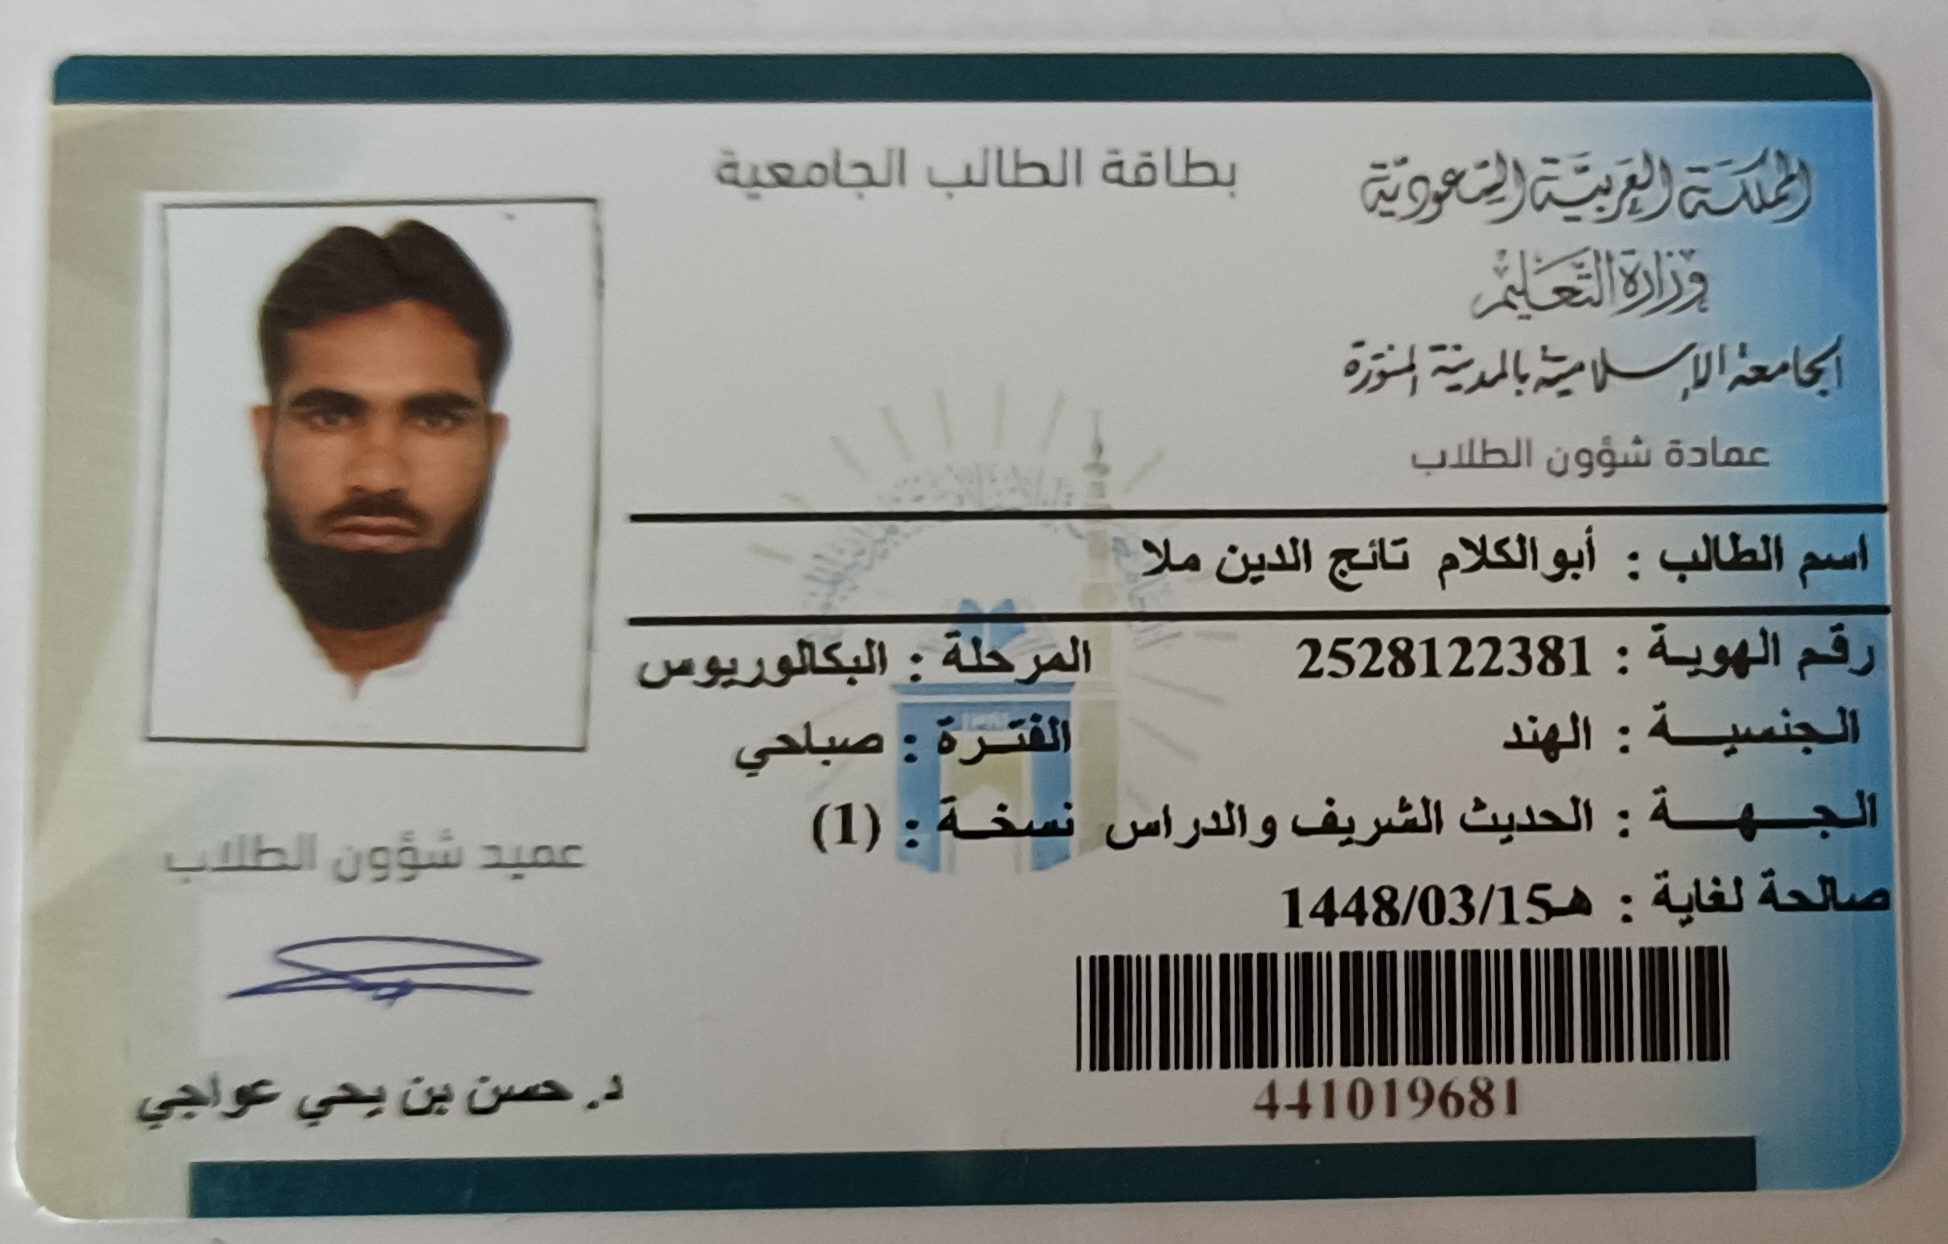 بطاقة الطالب الجامعية
المملكة العربية السعودية
وزارة التعليم
الجامعة الإسلامية بالمدينة المنورة
عمادة شؤون الطلاب
اسم الطالب : أبوالكلام تائج الدين ملا
رقم الهوية : 2528122381 المرحلة : البكالوريوس
الجنسية : الهند الفترة : صباحي
الجهة : الحديث الشريف والدراس نسخة : (1)
صالحة لغاية : 1448/03/15هـ
441019681
عميد شؤون الطلاب
د. حسن بن يحي عواجي